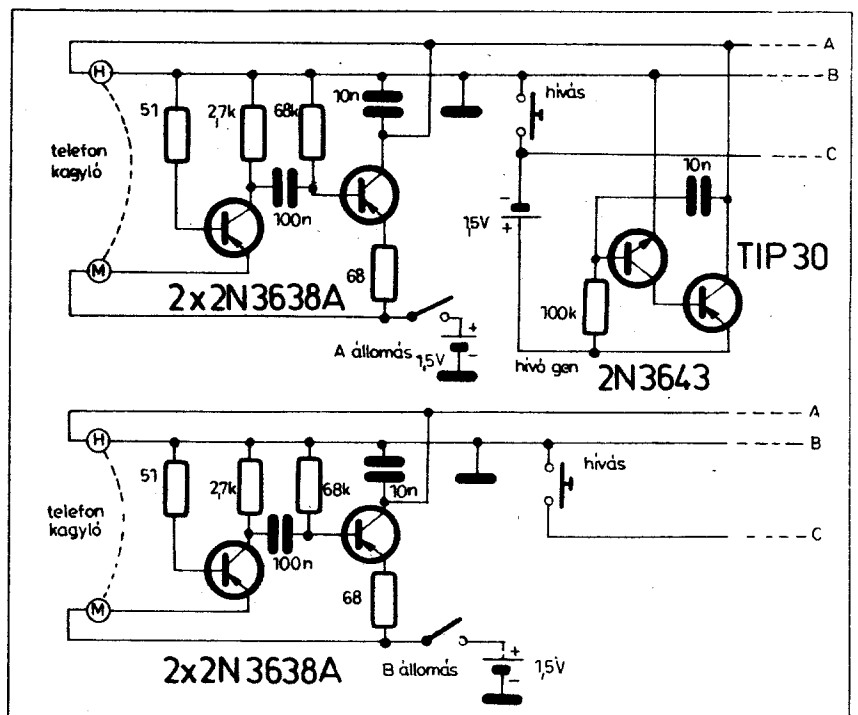 A
H
B
51
2,7k
68k
10n
hívás
telefon
kagyló
C
100n
10n
-
1,5V
+
TIP 30
M
68
2x2N3638A
100k
+
A állomás
1,5V
-
hívó gen
2N3643
A
H
B
51
2,7k
68k
10n
hívás
telefon
kagyló
C
100n
68
M
+
2x2N3638A
B állomás
1,5V
-